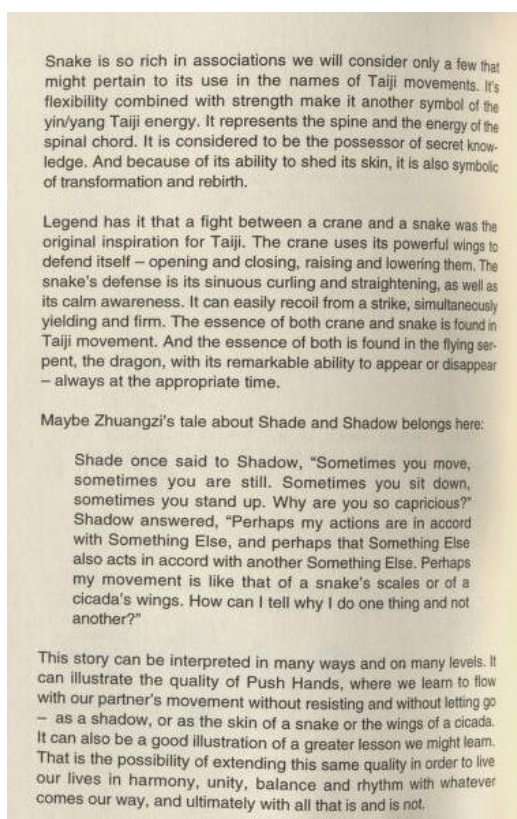 Snake is so rich in associations we will consider only a few that
might pertain to its use in the names of Taiji movements. It's
flexibility combined with strength make it another symbol of the
yin/yang Taiji energy. It represents the spine and the energy of the
spinal chord. It is considered to be the possessor of secret know-
ledge. And because of its ability to shed its skin, it is also symbolic
of transformation and rebirth.
Legend has it that a fight between a crane and a snake was the
original inspiration for Taiji. The crane uses its powerful wings to
defend itself – opening and closing, raising and lowering them. The
snake's defense is its sinuous curling and straightening, as well as
its calm awareness. It can easily recoil from a strike, simultaneously
yielding and firm. The essence of both crane and snake is found in
Taiji movement. And the essence of both is found in the flying ser-
pent, the dragon, with its remarkable ability to appear or disappear
– always at the appropriate time.
Maybe Zhuangzi's tale about Shade and Shadow belongs here:
Shade once said to Shadow, “Sometimes you move,
sometimes you are still. Sometimes you sit down,
sometimes you stand up. Why are you so capricious?”
Shadow answered, “Perhaps my actions are in accord
with Something Else, and perhaps that Something Else
also acts in accord with another Something Else. Perhaps
my movement is like that of a snake's scales or of a
cicada's wings. How can I tell why I do one thing and not
another?”
This story can be interpreted in many ways and on many levels. It
can illustrate the quality of Push Hands, where we learn to flow
with our partner's movement without resisting and without letting go
– as a shadow, or as the skin of a snake or the wings of a cicada.
It can also be a good illustration of a greater lesson we might learn.
That is the possibility of extending this same quality in order to live
our lives in harmony, unity, balance and rhythm with whatever
comes our way, and ultimately with all that is and is not.